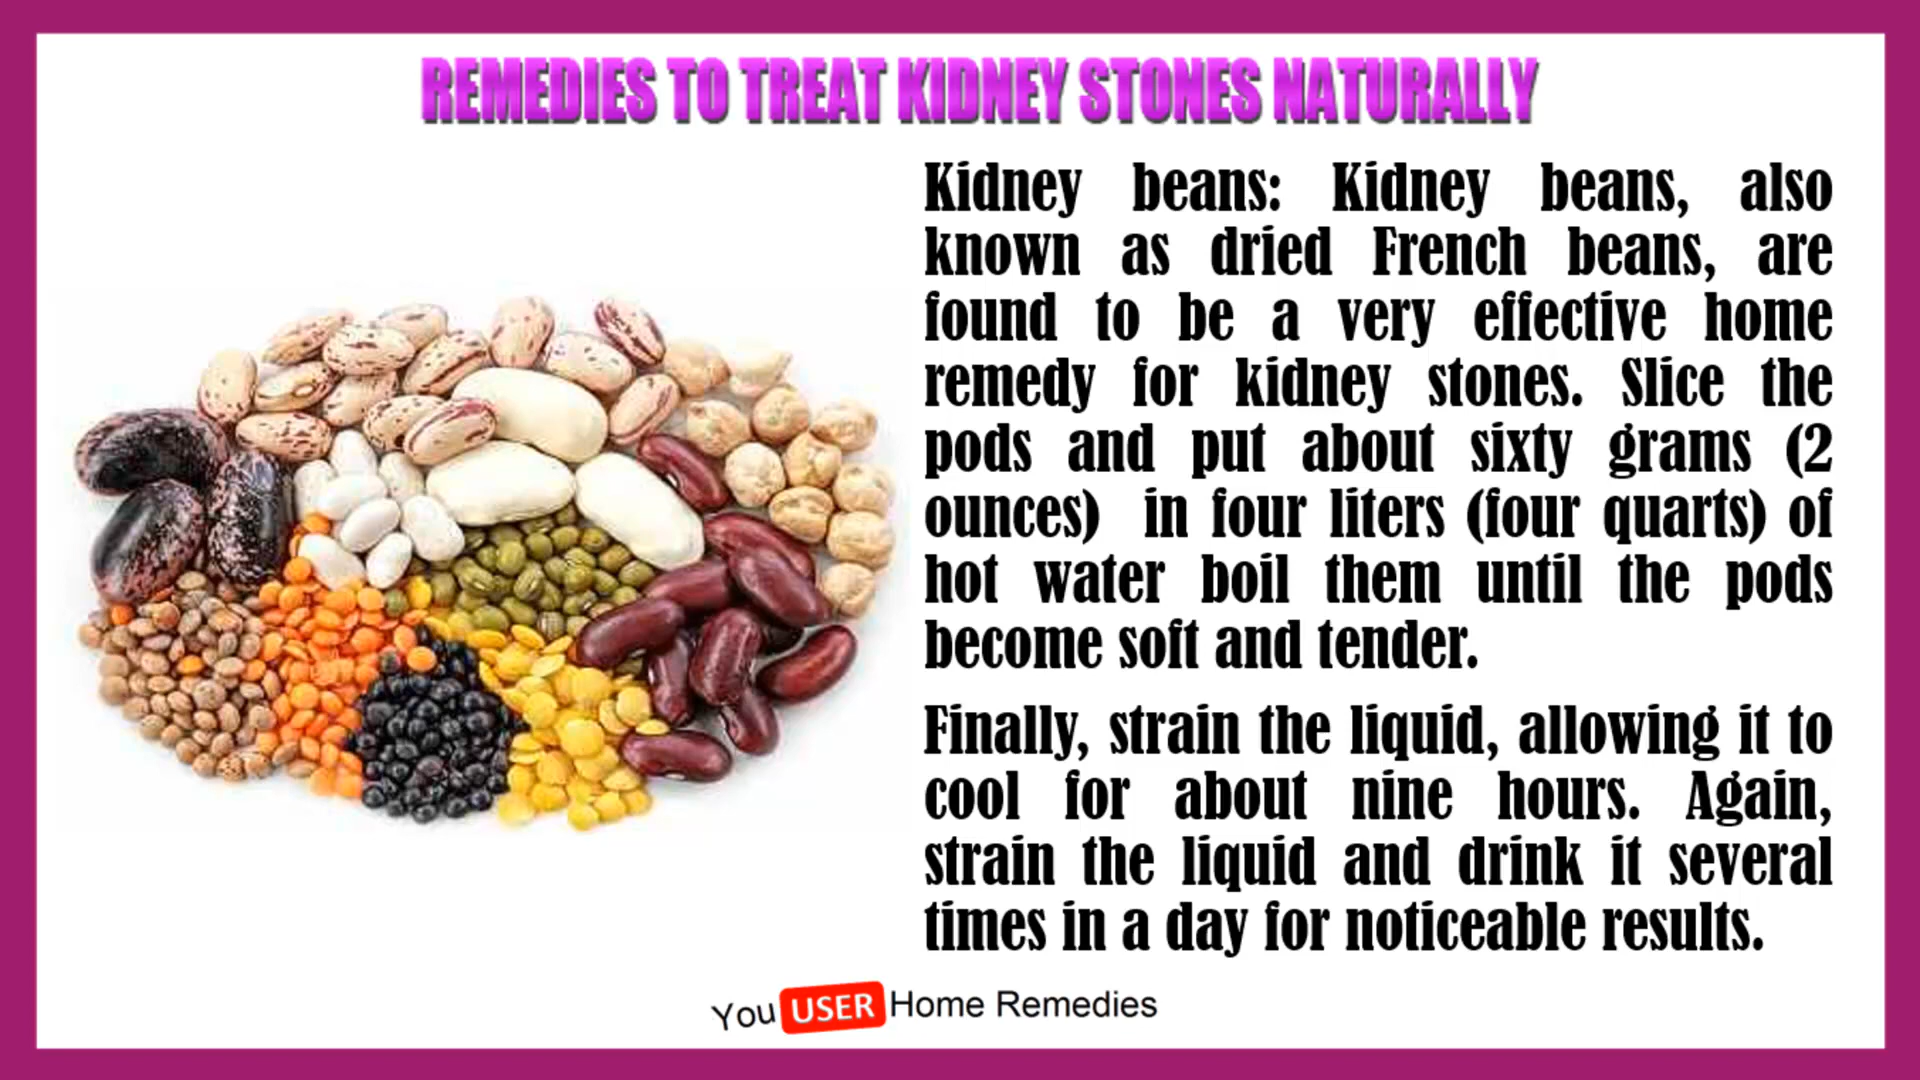 REMEDIES TO TREAT KIDNEY STONES NATURALLY
Kidney beans: Kidney beans, also
known as dried French beans, are
found to be a very effective home
remedy for kidney stones. Slice the
pods and put about sixty grams (2
ounces) in four liters (four quarts) of
hot water boil them until the pods
become soft and tender.
Finally, strain the liquid, allowing it to
cool for about nine hours. Again,
strain the liquid and drink it several
times in a day for noticeable results.
You USER Home Remedies